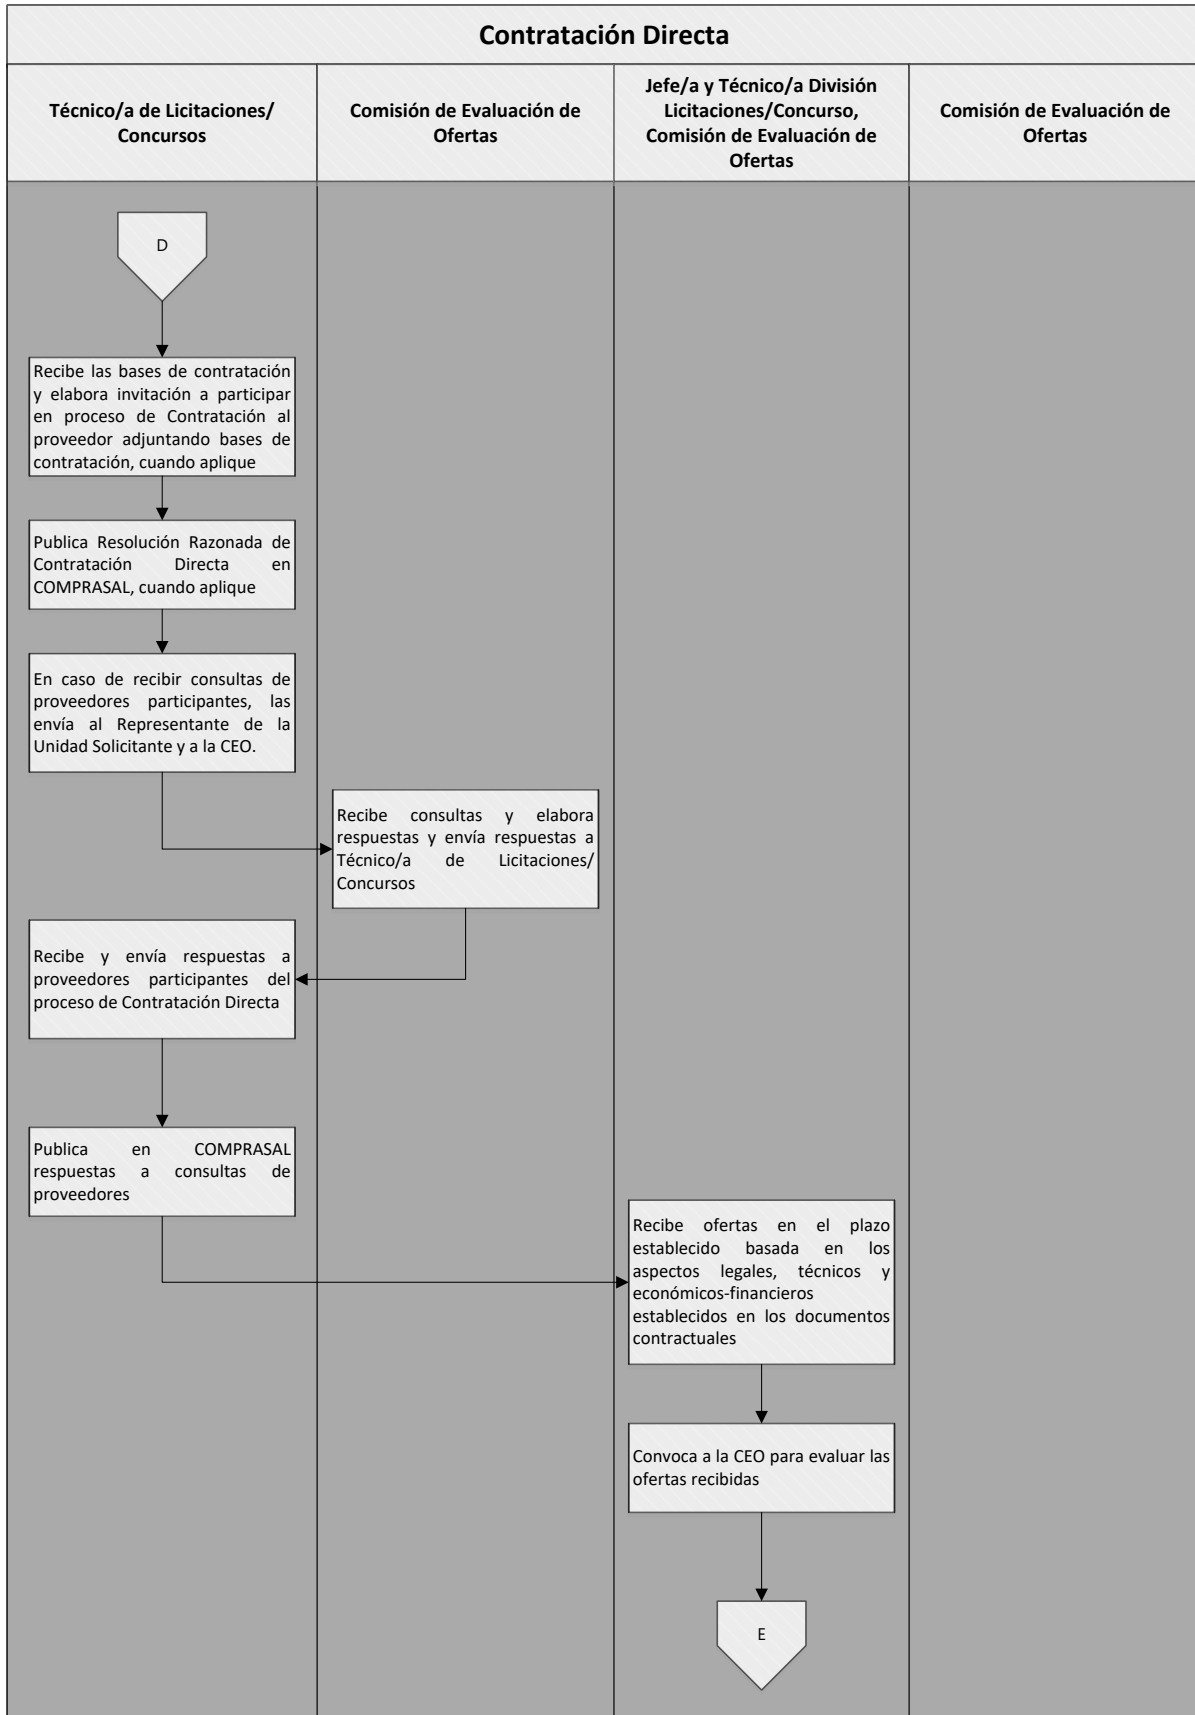 Contratación Directa
Técnico/a de Licitaciones/
Concursos
Comisión de Evaluación de
Ofertas
Jefe/a y Técnico/a División
Licitaciones/Concurso,
Comisión de Evaluación de
Ofertas
Comisión de Evaluación de
Ofertas
D
Recibe las bases de contratación
y elabora invitación a participar
en proceso de Contratación al
proveedor adjuntando bases de
contratación, cuando aplique
Publica Resolución Razonada de
Contratación Directa en
COMPRASAL, cuando aplique
En caso de recibir consultas de
proveedores participantes, las
envía al Representante de la
Unidad Solicitante y a la CEO.
Recibe consultas y elabora
respuestas y envía respuestas a
Técnico/a de Licitaciones/
Concursos
Recibe y envía respuestas a
proveedores participantes del
proceso de Contratación Directa
Publica en COMPRASAL
respuestas a consultas de
proveedores
Recibe ofertas en el plazo
establecido basada en los
aspectos legales, técnicos y
económicos-financieros
establecidos en los documentos
contractuales
Convoca a la CEO para evaluar las
ofertas recibidas
E